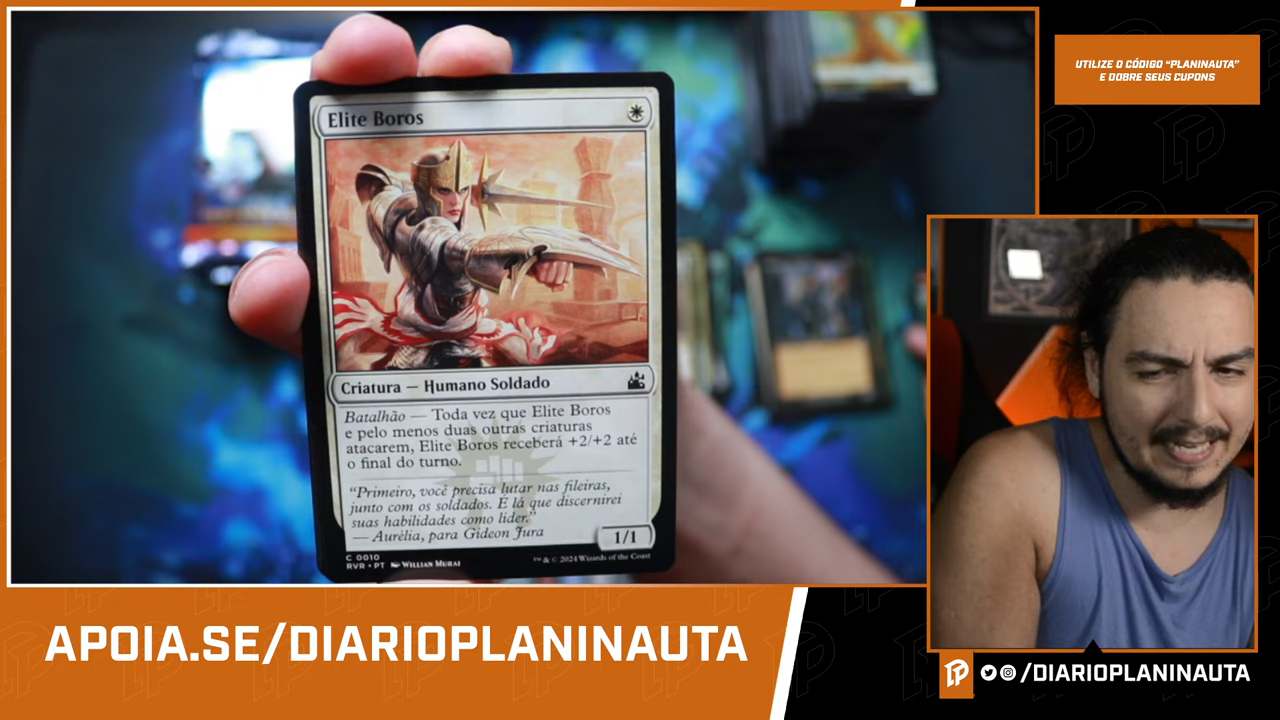 Elite Boros
Criatura — Humano Soldado
Batalhão — Toda vez que Elite Boros
e pelo menos duas outras criaturas
atacarem, Elite Boros receberá +2/+2 até
o final do turno.
“Primeiro, você precisa lutar nas fileiras,
junto com os soldados. É lá que discernirei
suas habilidades como líder.”
— Aurélia, para Gideon Jura
1/1
C 0010
RVR • PT WILLIAN MURAI
™ & © 2024 Wizards of the Coast
UTILIZE O CÓDIGO “PLANINAUTA”
E DOBRE SEUS CUPONS
APOIA.SE/DIARIOPLANINAUTA
/DIARIOPLANINAUTA